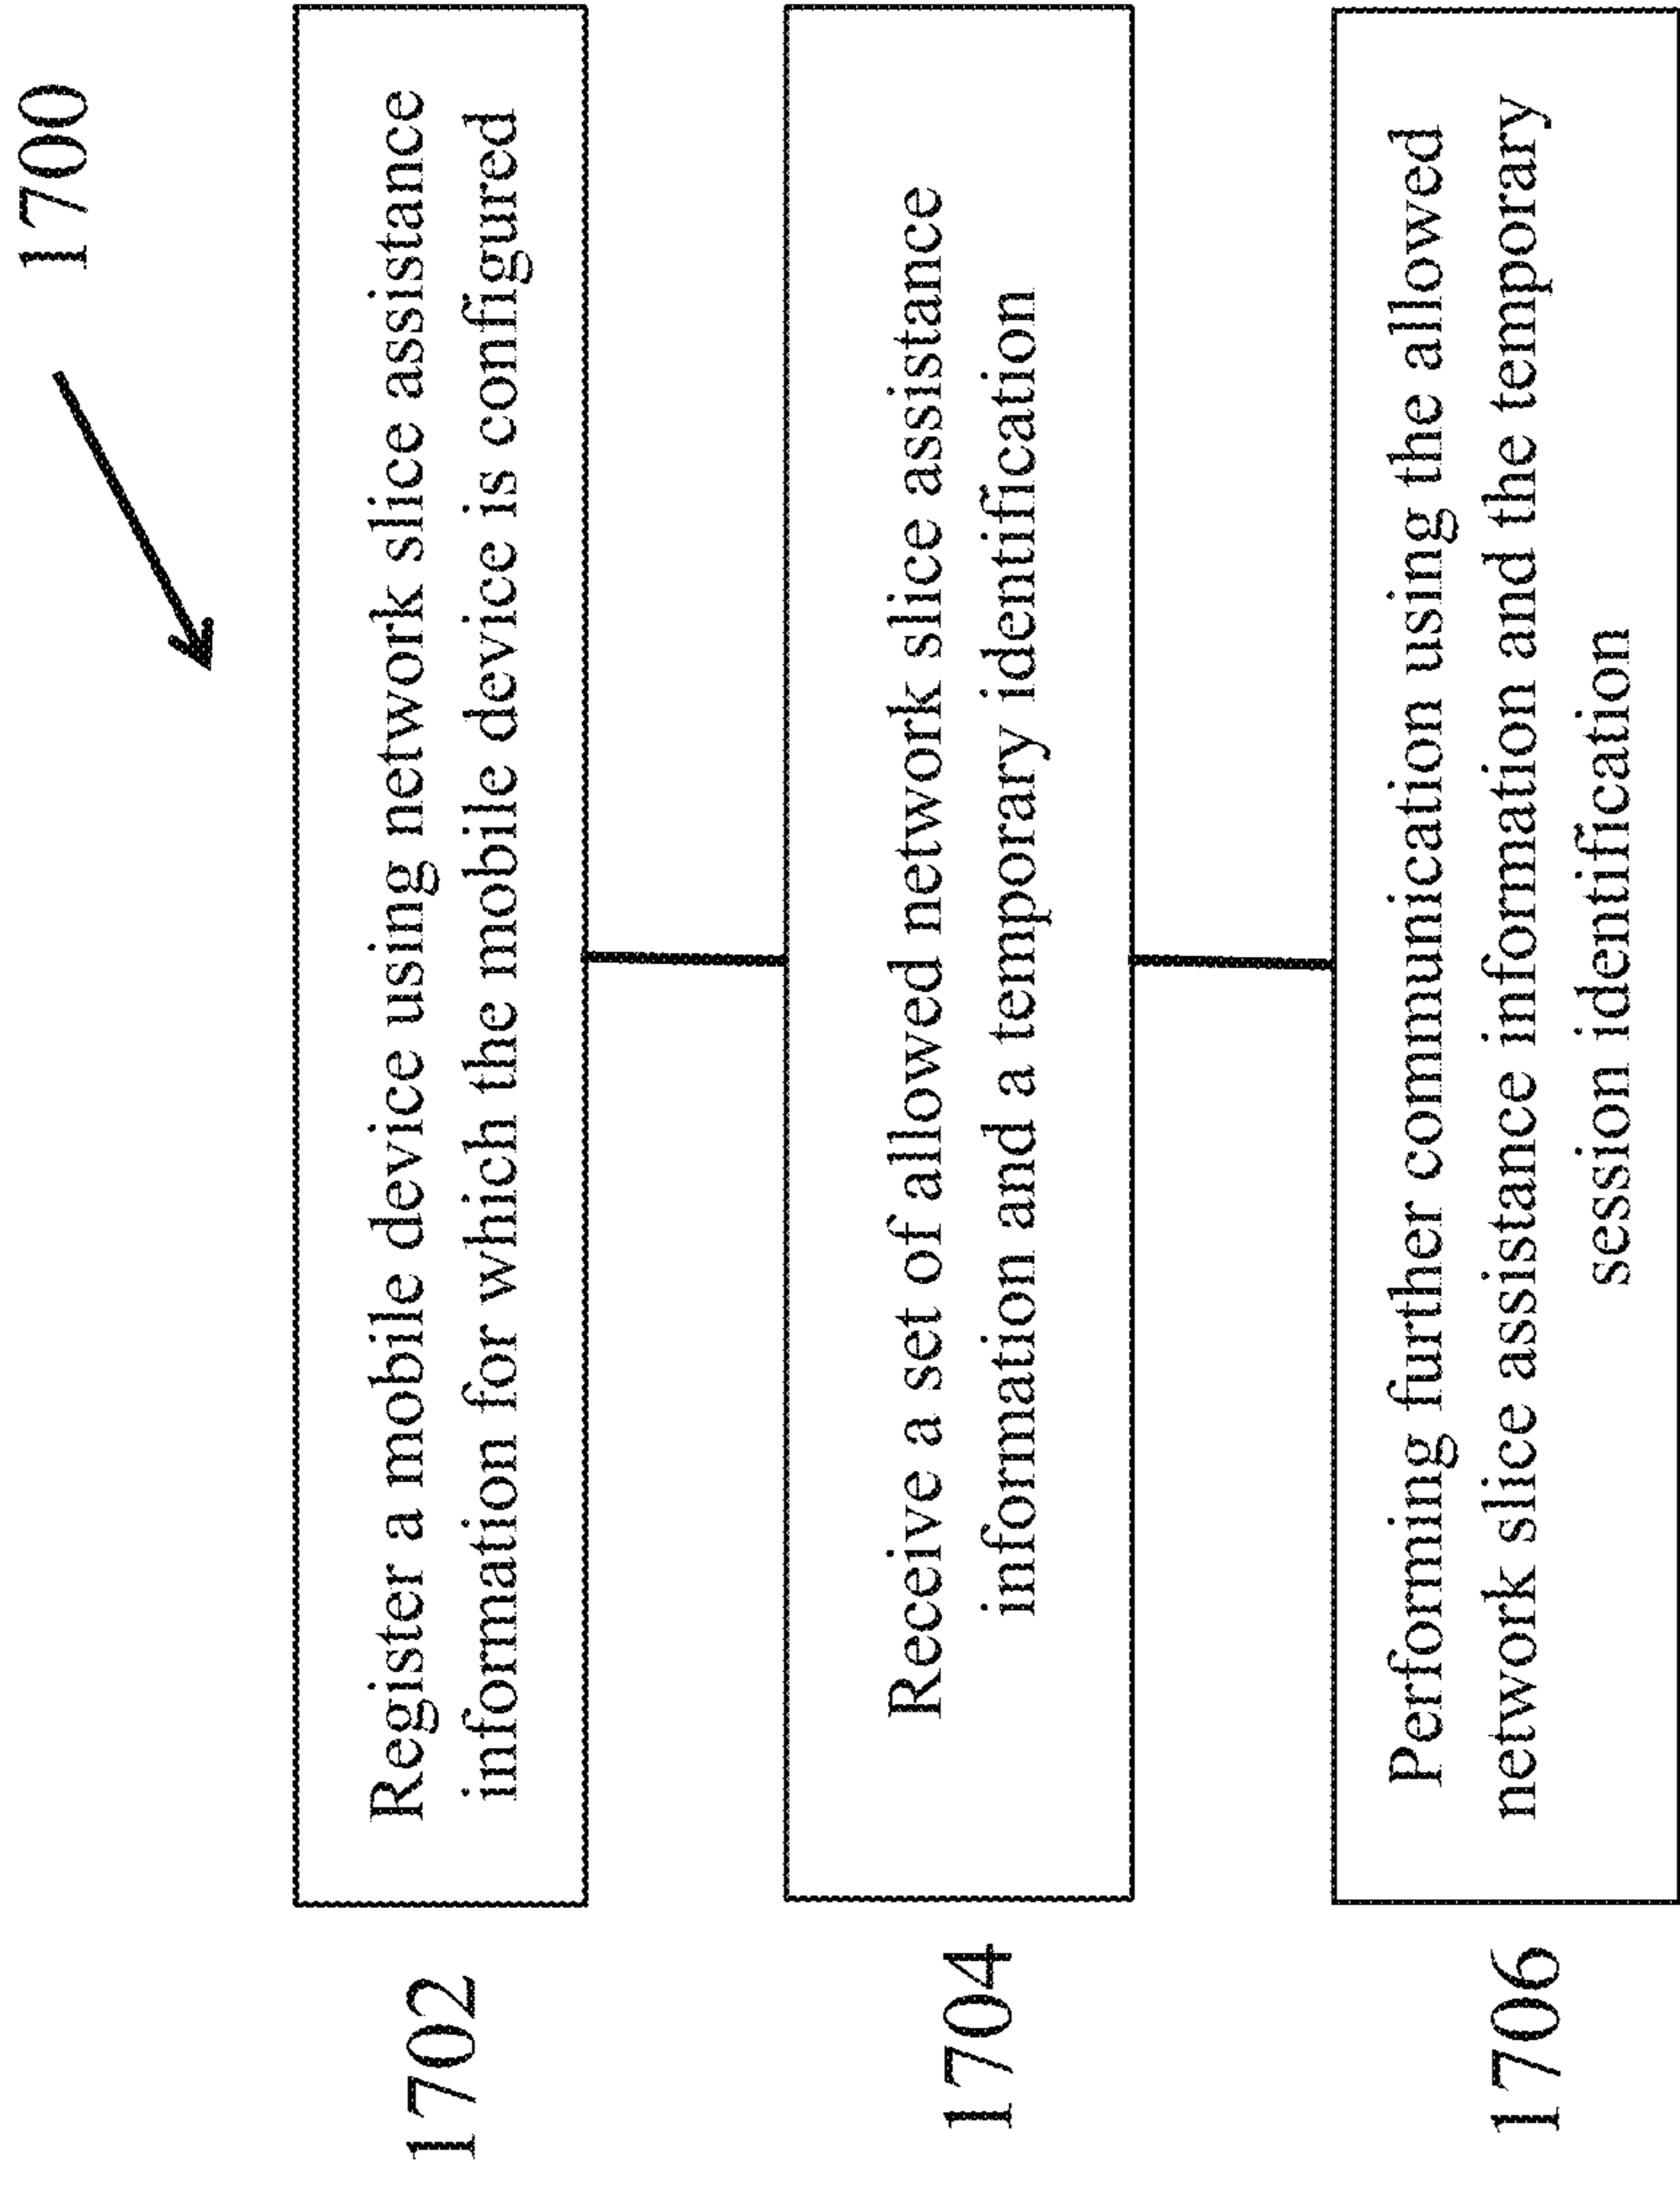 1700
1702
Register a mobile device using network slice assistance
information for which the mobile device is configured
1704
Receive a set of allowed network slice assistance
information and a temporary identification
1706
Performing further communication using the allowed
network slice assistance information and the temporary
session identification